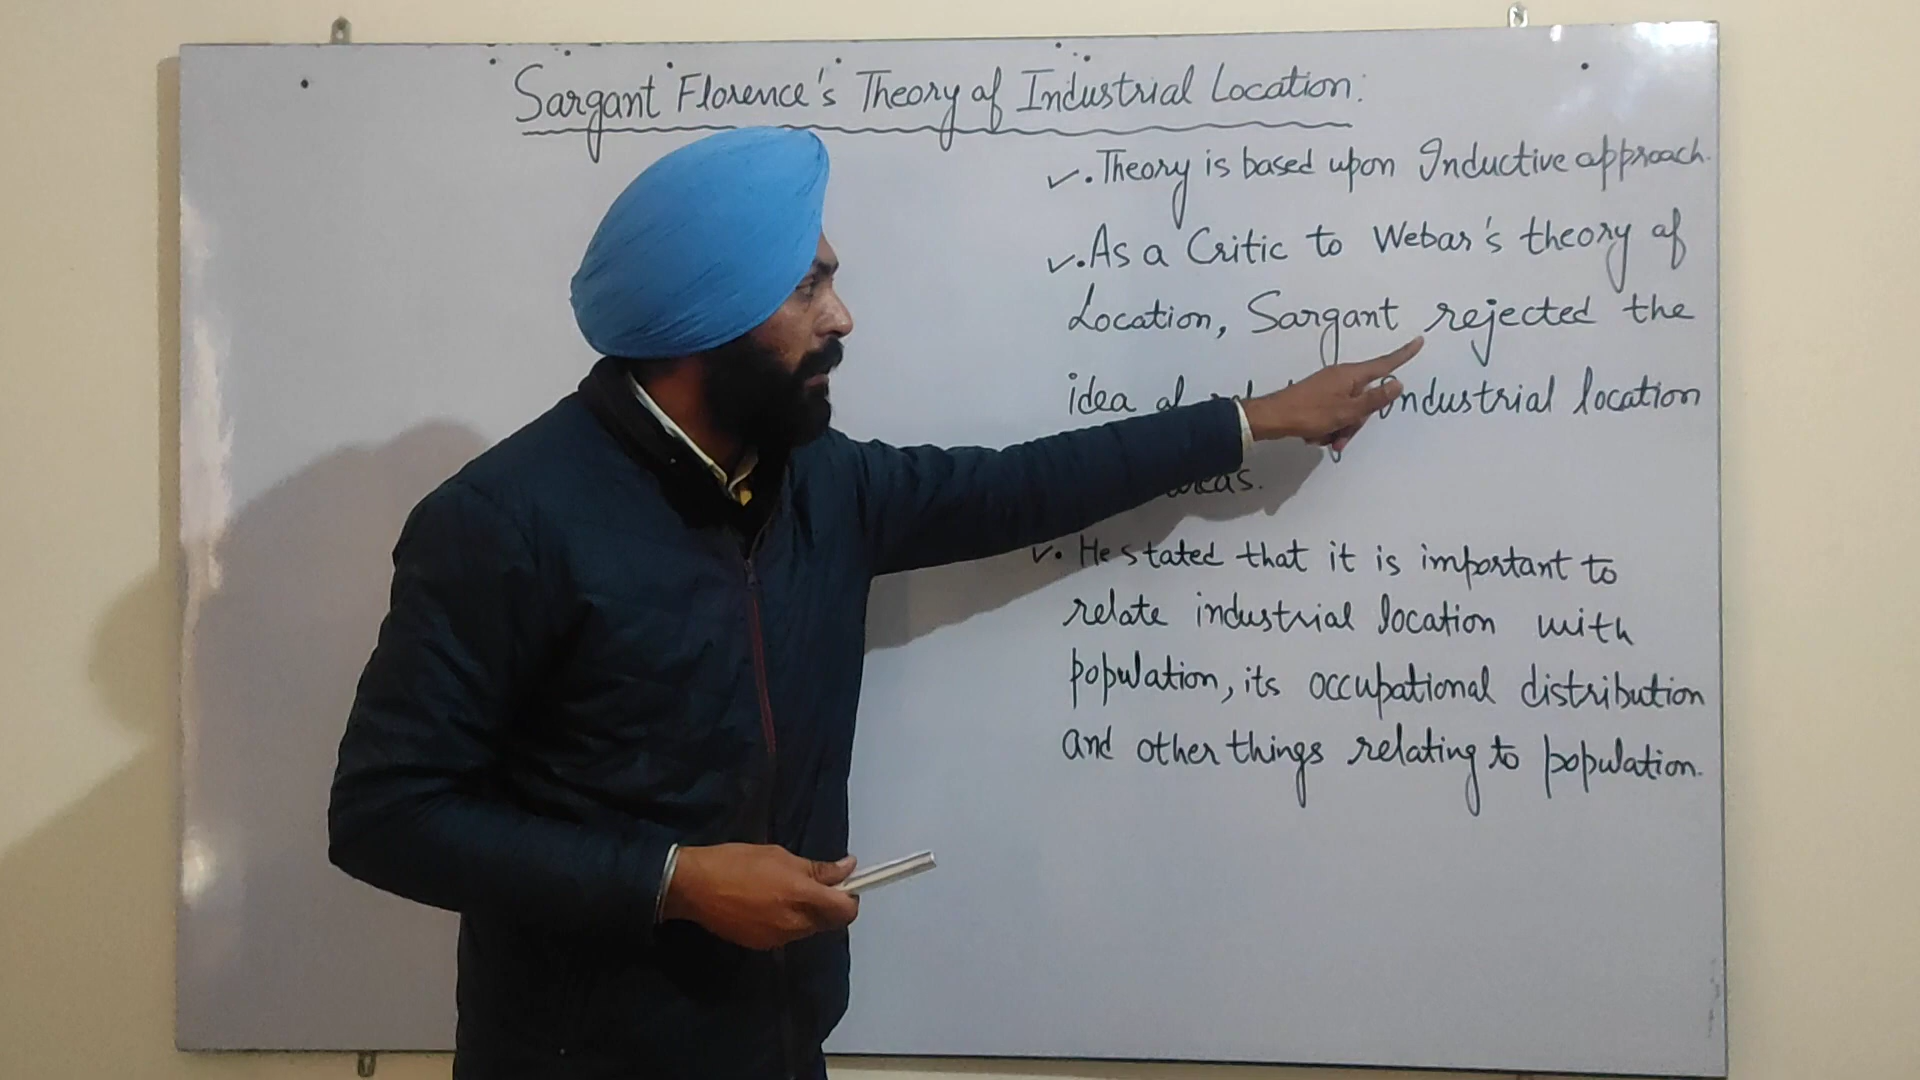 Sargant Florence's Theory of Industrial Location:
✓. Theory is based upon Inductive approach.
✓. As a Critic to Webar's theory of
Location, Sargant rejected the
idea of Industrial location
areas.
✓. He stated that it is important to
relate industrial location with
population, its occupational distribution
and other things relating to population.